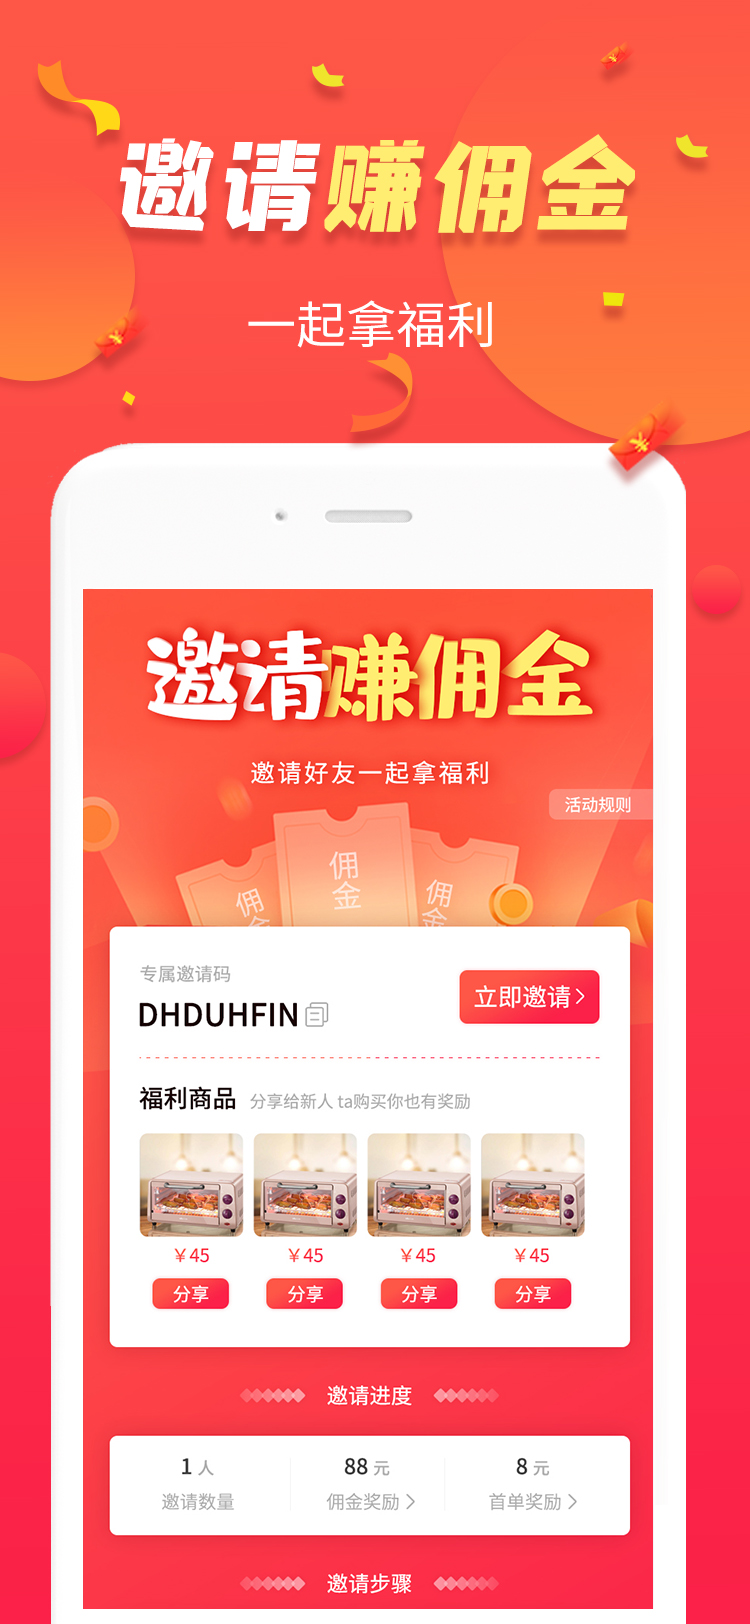 邀请赚佣金
一起拿福利
邀请赚佣金
邀请好友一起拿福利
活动规则
佣金
佣金
佣金
专属邀请码
DHDUHFIN
立即邀请
福利商品 分享给新人 ta购买你也有奖励
¥45 ¥45 ¥45 ¥45
分享 分享 分享 分享
邀请进度
1人 88元 8元
邀请数量 佣金奖励 首单奖励
邀请步骤